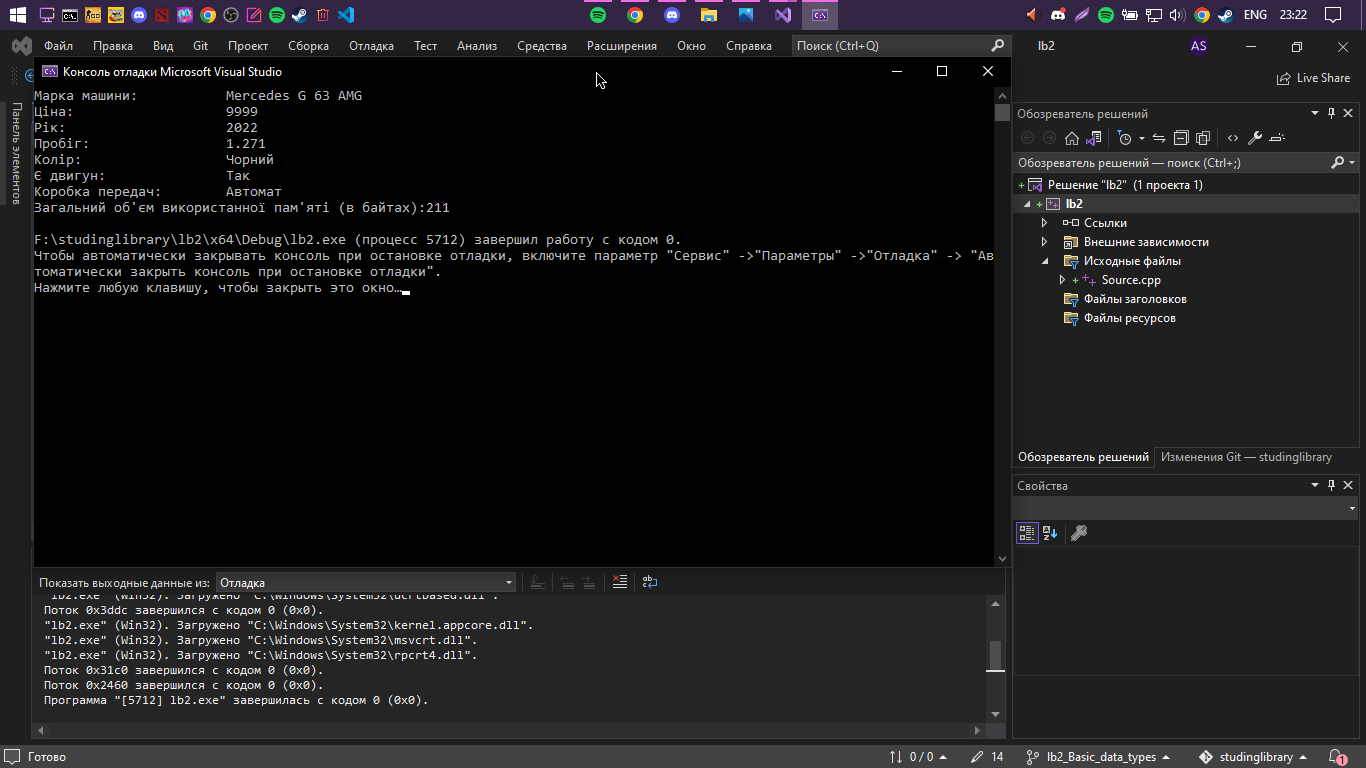 ENG 23:22
Файл Правка Вид Git Проект Сборка Отладка Тест Анализ Средства Расширения Окно Справка Поиск (Ctrl+Q) lb2 AS
Live Share
Панель элементов
Консоль отладки Microsoft Visual Studio
Марка машини: Mercedes G 63 AMG
Ціна: 9999
Рік: 2022
Пробіг: 1.271
Колір: Чорний
Є двигун: Так
Коробка передач: Автомат
Загальний об'єм використанної пам'яті (в байтах):211
F:\studinglibrary\lb2\x64\Debug\lb2.exe (процесс 5712) завершил работу с кодом 0.
Чтобы автоматически закрывать консоль при остановке отладки, включите параметр "Сервис" ->"Параметры" ->"Отладка" -> "Ав
томатически закрыть консоль при остановке отладки".
Нажмите любую клавишу, чтобы закрыть это окно…
Обозреватель решений
Обозреватель решений — поиск (Ctrl+;)
Решение "lb2" (1 проекта 1)
lb2
Ссылки
Внешние зависимости
Исходные файлы
Source.cpp
Файлы заголовков
Файлы ресурсов
Обозреватель решений Изменения Git — studinglibrary
Свойства
Показать выходные данные из: Отладка
"lb2.exe" (Win32). Загружено "C:\Windows\System32\ucrtbased.dll".
Поток 0x3ddc завершился с кодом 0 (0x0).
"lb2.exe" (Win32). Загружено "C:\Windows\System32\kernel.appcore.dll".
"lb2.exe" (Win32). Загружено "C:\Windows\System32\msvcrt.dll".
"lb2.exe" (Win32). Загружено "C:\Windows\System32\rpcrt4.dll".
Поток 0x31c0 завершился с кодом 0 (0x0).
Поток 0x2460 завершился с кодом 0 (0x0).
Программа "[5712] lb2.exe" завершилась с кодом 0 (0x0).
Готово 0 / 0 14 lb2_Basic_data_types studinglibrary 1